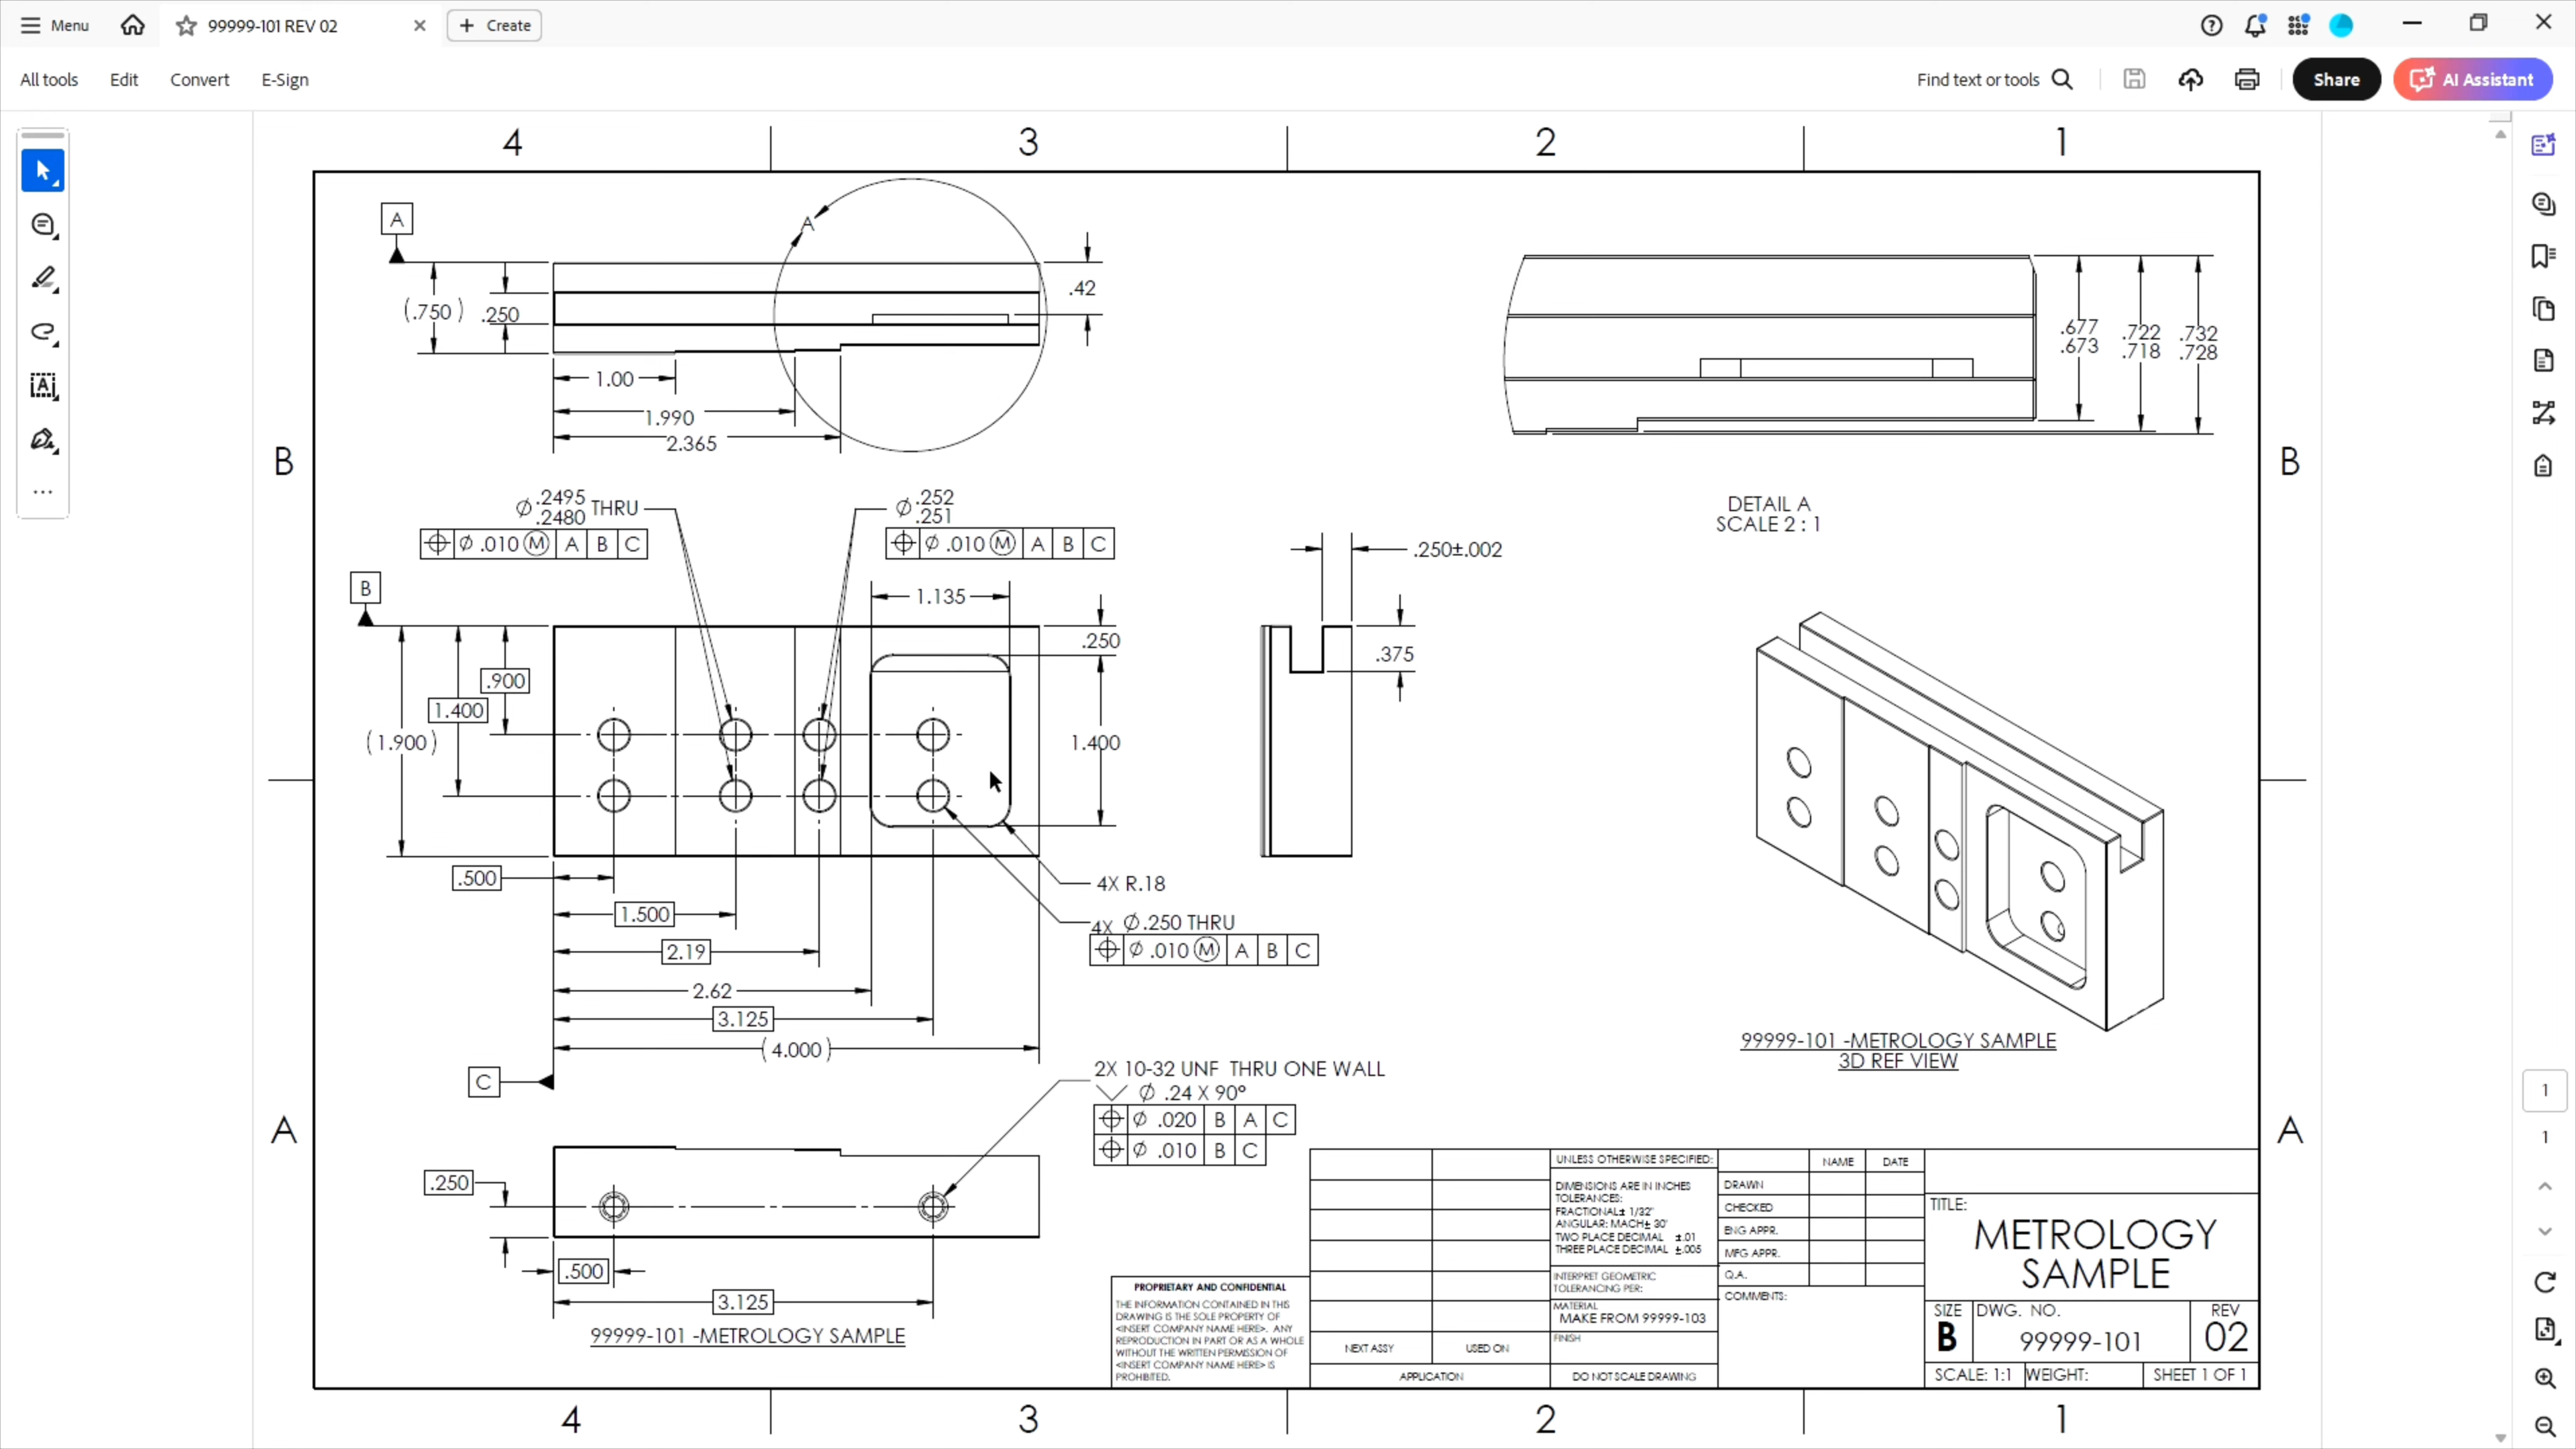 Menu
99999-101 REV 02
Create
All tools
Edit
Convert
E-Sign
Find text or tools
Share
AI Assistant
4
3
2
1
A
A
(.750)
.250
.42
1.00
1.990
2.365
.677
.673
.722
.718
.732
.728
B
B
DETAIL A
SCALE 2 : 1
∅ .2495
.2480 THRU
⌖ ∅ .010 Ⓜ A B C
∅ .252
.251
⌖ ∅ .010 Ⓜ A B C
.250±.002
B
1.135
.250
.375
.900
1.400
(1.900)
1.400
.500
4X R.18
1.500
4X ∅ .250 THRU
⌖ ∅ .010 Ⓜ A B C
2.19
2.62
3.125
(4.000)
C
99999-101 -METROLOGY SAMPLE
3D REF VIEW
2X 10-32 UNF THRU ONE WALL
⌵ ∅ .24 X 90°
⌖ ∅ .020 B A C
⌖ ∅ .010 B C
A
A
.250
.500
3.125
99999-101 -METROLOGY SAMPLE
PROPRIETARY AND CONFIDENTIAL
THE INFORMATION CONTAINED IN THIS
DRAWING IS THE SOLE PROPERTY OF
<INSERT COMPANY NAME HERE>. ANY
REPRODUCTION IN PART OR AS A WHOLE
WITHOUT THE WRITTEN PERMISSION OF
<INSERT COMPANY NAME HERE> IS
PROHIBITED.
NEXT ASSY
USED ON
APPLICATION
UNLESS OTHERWISE SPECIFIED:
DIMENSIONS ARE IN INCHES
TOLERANCES:
FRACTIONAL± 1/32"
ANGULAR: MACH± 30'
TWO PLACE DECIMAL ±.01
THREE PLACE DECIMAL ±.005
INTERPRET GEOMETRIC
TOLERANCING PER:
MATERIAL
MAKE FROM 99999-103
FINISH
DO NOT SCALE DRAWING
NAME
DATE
DRAWN
CHECKED
ENG APPR.
MFG APPR.
Q.A.
COMMENTS:
TITLE:
METROLOGY
SAMPLE
SIZE
B
DWG. NO.
99999-101
REV
02
SCALE: 1:1
WEIGHT:
SHEET 1 OF 1
4
3
2
1
1
1